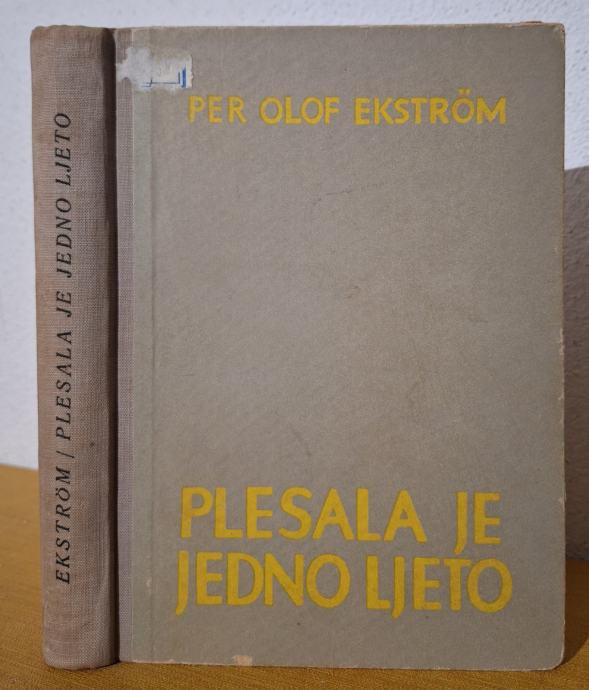 EKSTRÖM / PLESALA JE JEDNO LJETO
PER OLOF EKSTRÖM
PLESALA JE
JEDNO LJETO